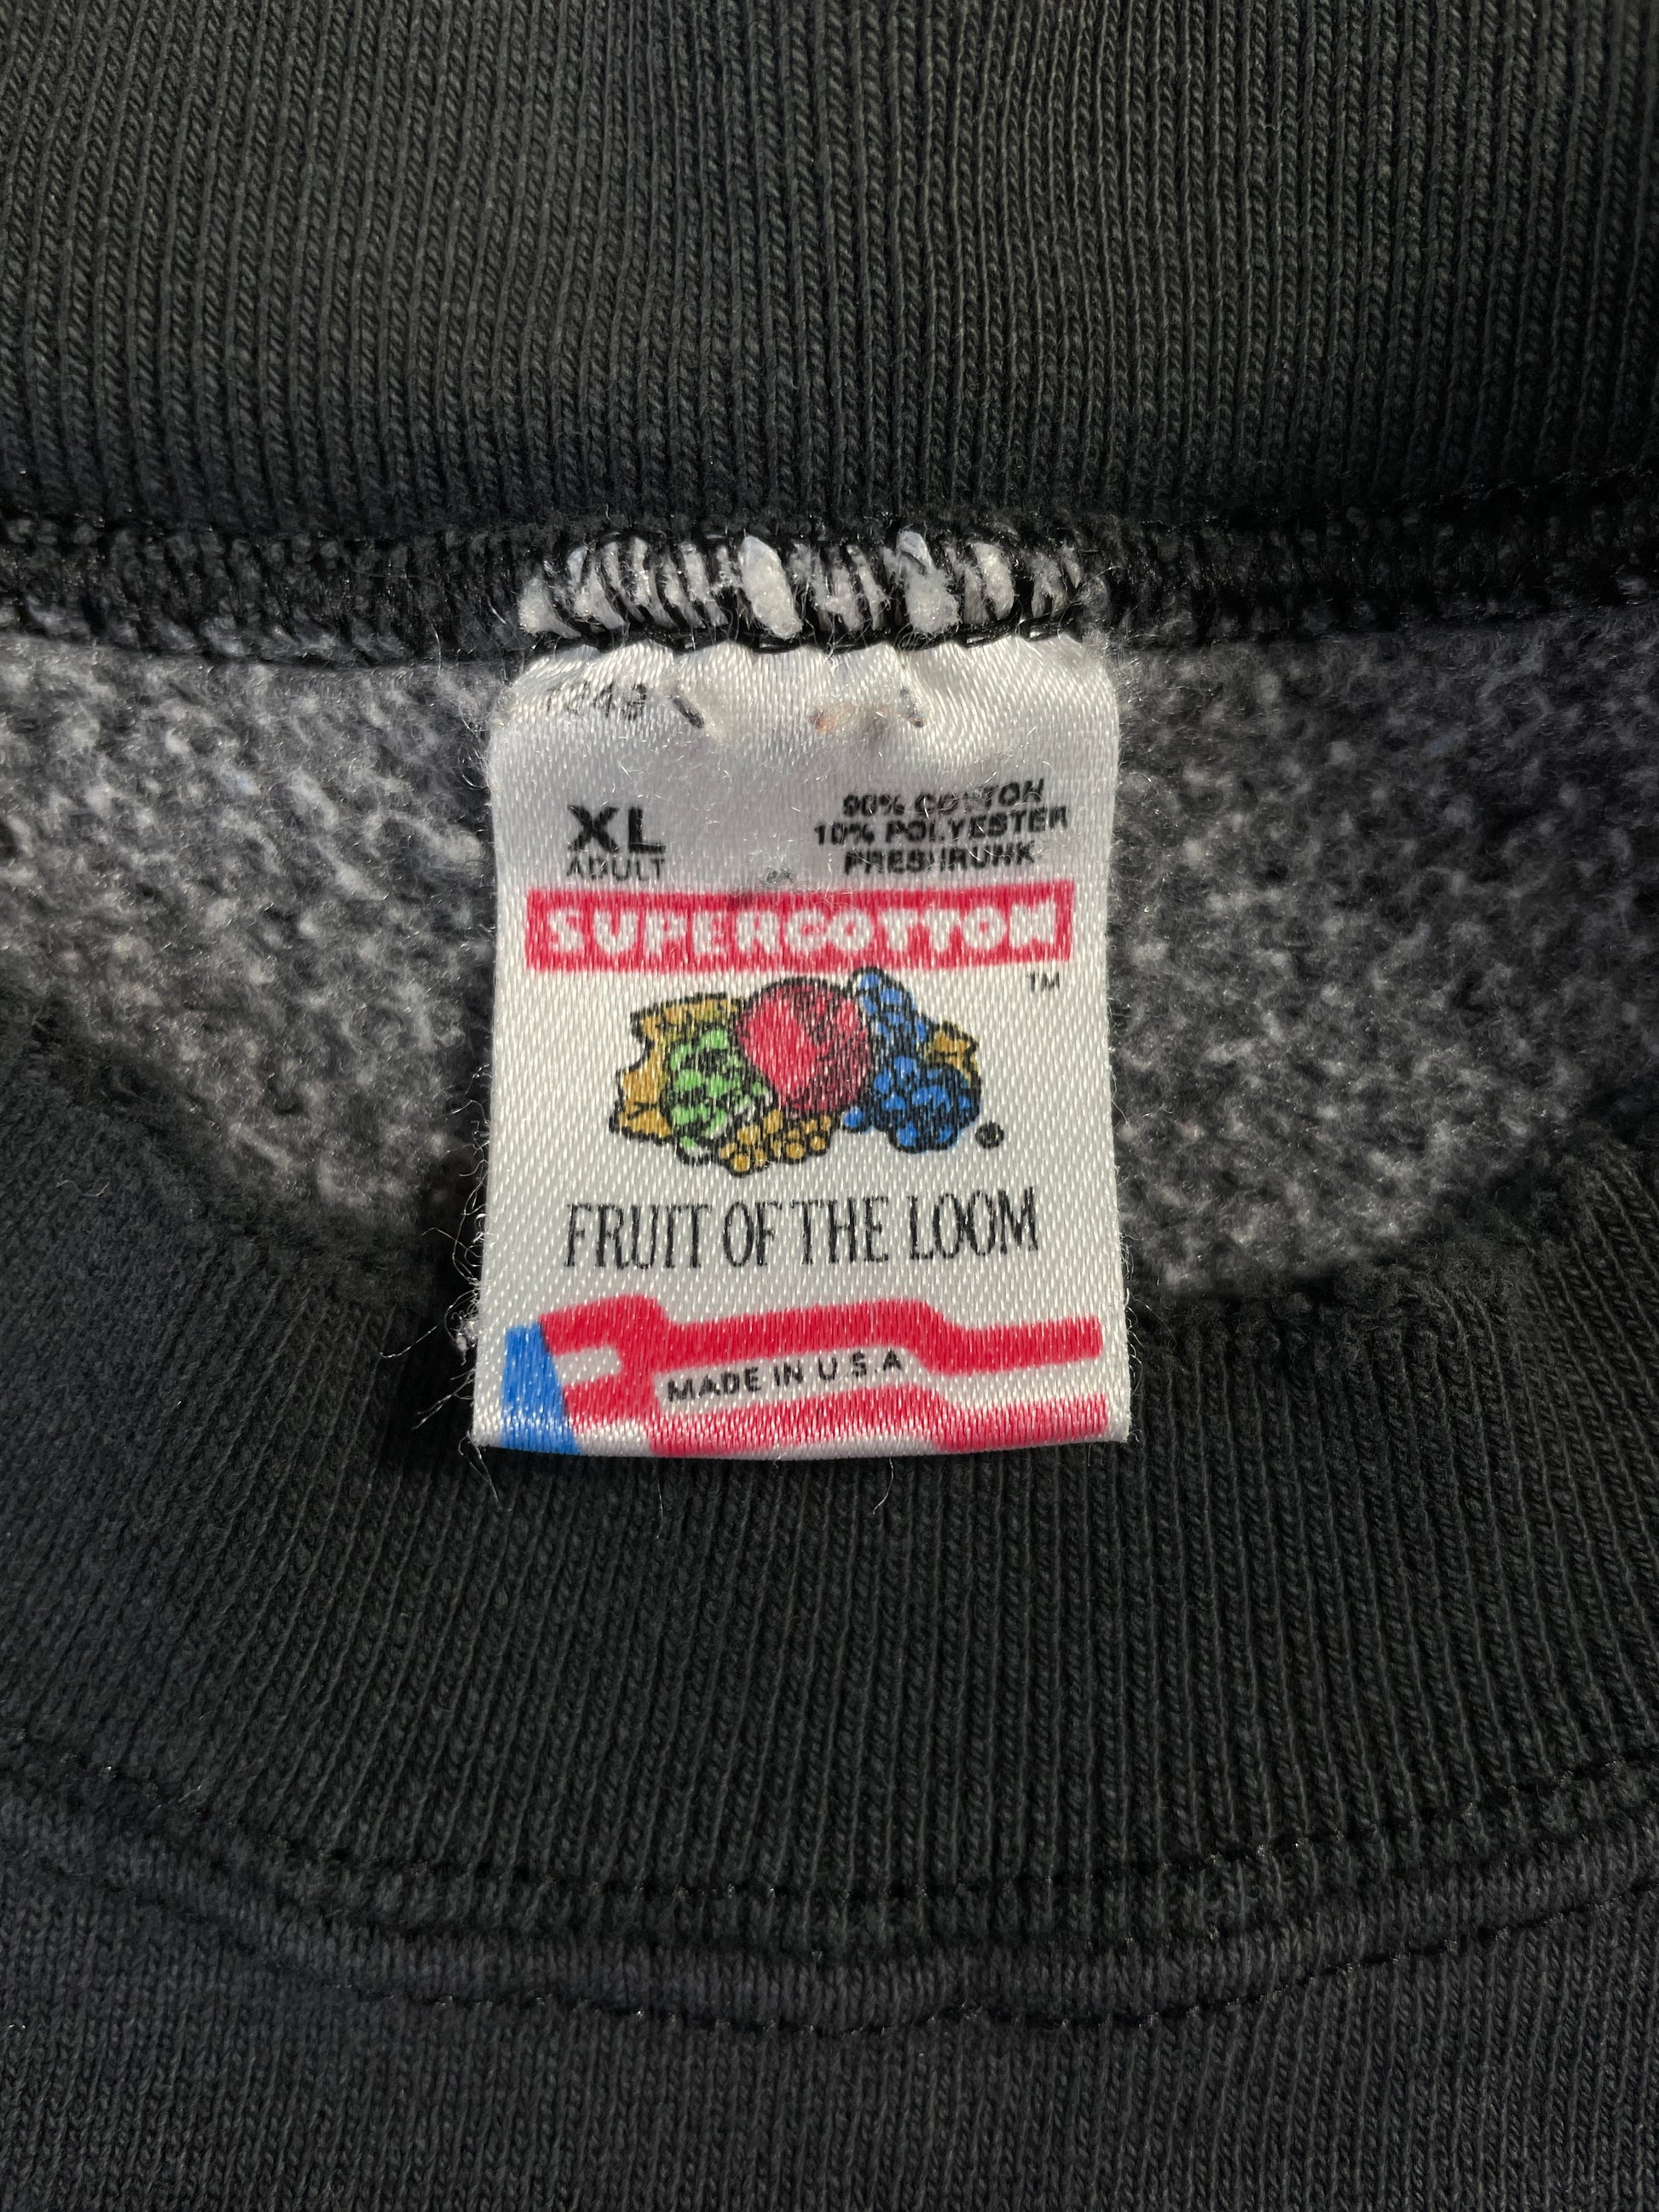 XL
ADULT
90% COTTON
10% POLYESTER
PRESHRUNK
SUPERCOTTON
TM
FRUIT OF THE LOOM
MADE IN U.S.A